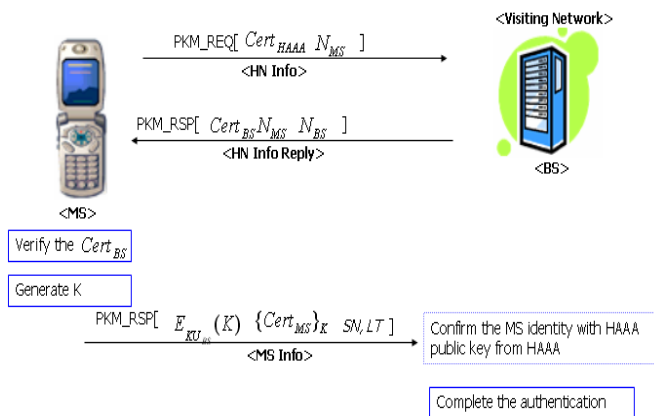 <Visiting Network>
PKM_REQ[ Cert_HAAA N_MS ]
<HN Info>
PKM_RSP[ Cert_BS N_MS N_BS ]
<HN Info Reply>
<BS>
<MS>
Verify the Cert_BS
Generate K
PKM_RSP[ E_KU_BS (K) {Cert_MS}_K SN, LT ]
<MS Info>
Confirm the MS identity with HAAA
public key from HAAA
Complete the authentication